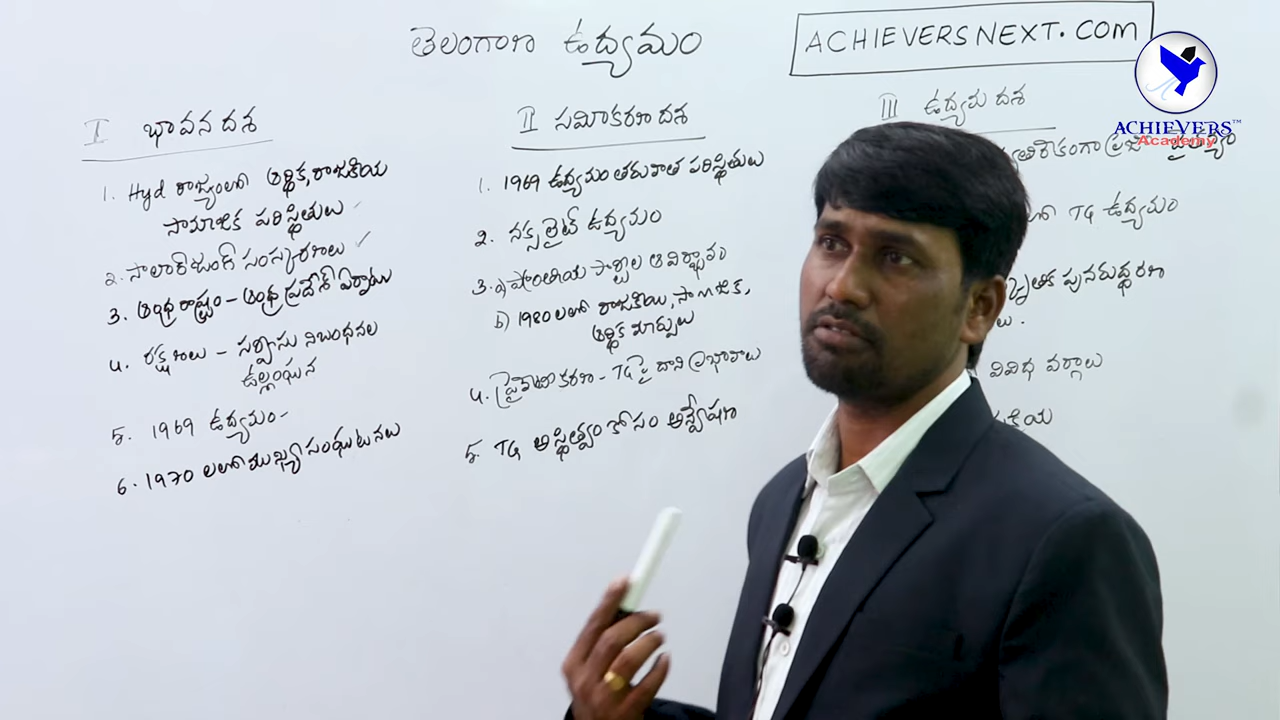 తెలంగాణ ఉద్యమం
ACHIEVERSNEXT.COM
ACHIEVERS™
Academy
I భావన దశ
1. Hyd రాజ్యంలో ఆర్థిక, రాజకీయ
సామాజిక పరిస్థితులు
2. సాలార్‌జంగ్ సంస్కరణలు
3. ఆంధ్రరాష్ట్రం - ఆంధ్రప్రదేశ్ ఏర్పాటు
4. రక్షణలు - సర్వీసు నిబంధనల
ఉల్లంఘన
5. 1969 ఉద్యమం -
6. 1970 లలో ముఖ్య సంఘటనలు
II సమీకరణ దశ
1. 1969 ఉద్యమం తరువాత పరిస్థితులు
2. నక్సలైట్ ఉద్యమం
3. a) ప్రాంతీయ పార్టీల ఆవిర్భావం
b) 1980 లలో రాజకీయ, సామాజిక,
ఆర్థిక మార్పులు
4. ప్రైవేటీకరణ - TG పై దాని ప్రభావాలు
5. TG అస్థిత్వం కోసం అన్వేషణ
III ఉద్యమ దశ
TG ఉద్యమం
పునరుద్ధరణ
వివిధ వర్గాలు